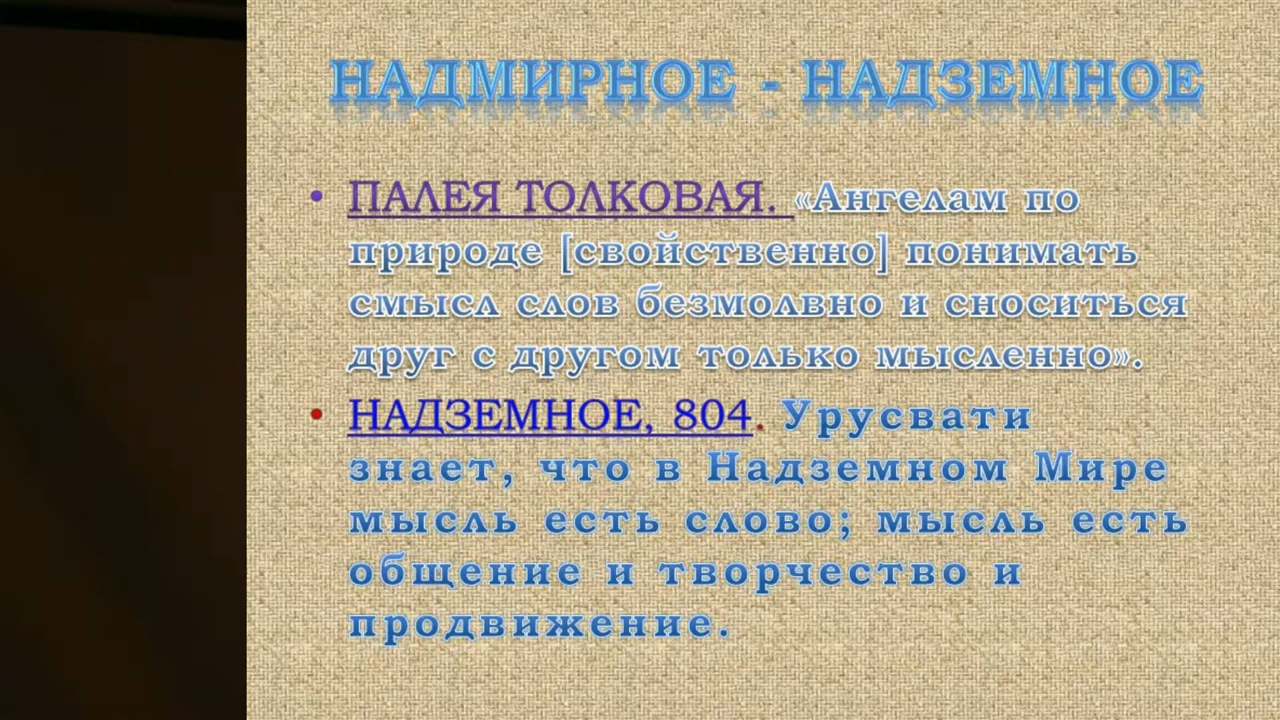 НАДМИРНОЕ - НАДЗЕМНОЕ
• ПАЛЕЯ ТОЛКОВАЯ. «Ангелам по
природе [свойственно] понимать
смысл слов безмолвно и сноситься
друг с другом только мысленно».
• НАДЗЕМНОЕ, 804. Урусвати
знает, что в Надземном Мире
мысль есть слово; мысль есть
общение и творчество и
продвижение.